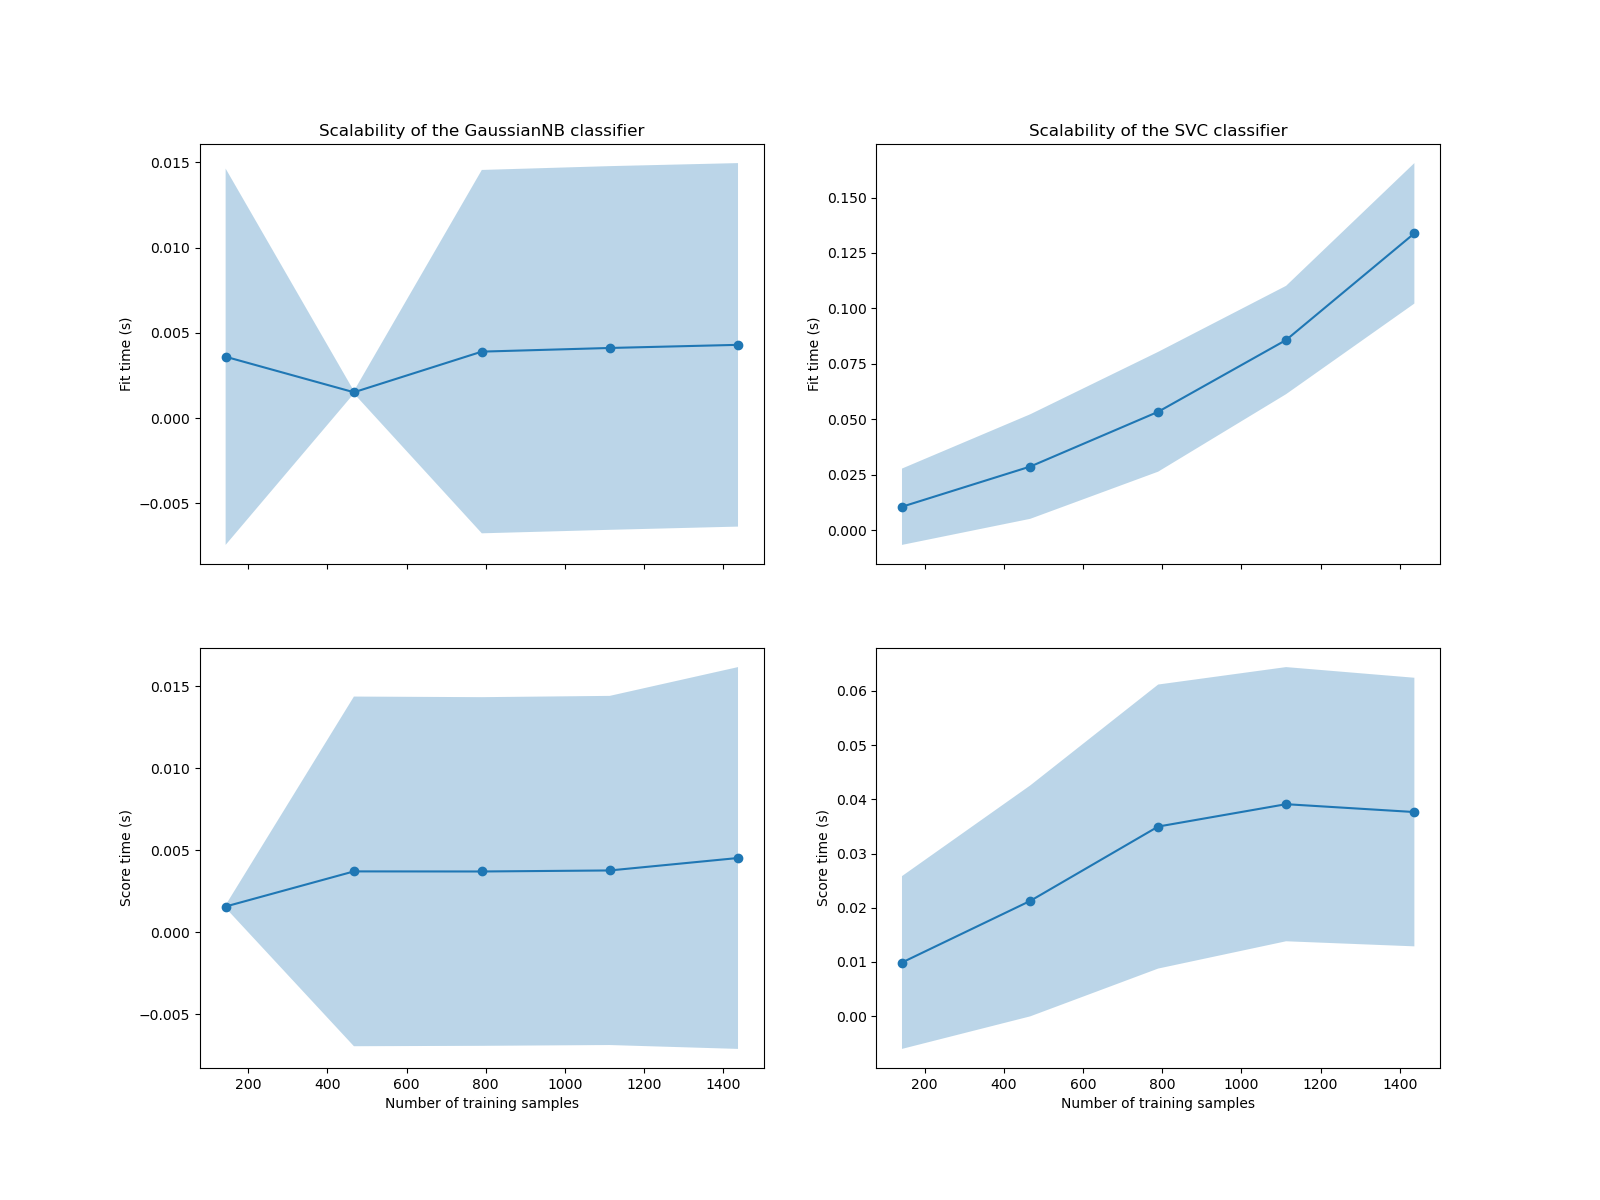 Scalability of the GaussianNB classifier
0.015
0.010
0.005
0.000
−0.005
Fit time (s)
Scalability of the SVC classifier
0.150
0.125
0.100
0.075
0.050
0.025
0.000
Fit time (s)
0.015
0.010
0.005
0.000
−0.005
Score time (s)
200 400 600 800 1000 1200 1400
Number of training samples
0.06
0.05
0.04
0.03
0.02
0.01
0.00
Score time (s)
200 400 600 800 1000 1200 1400
Number of training samples